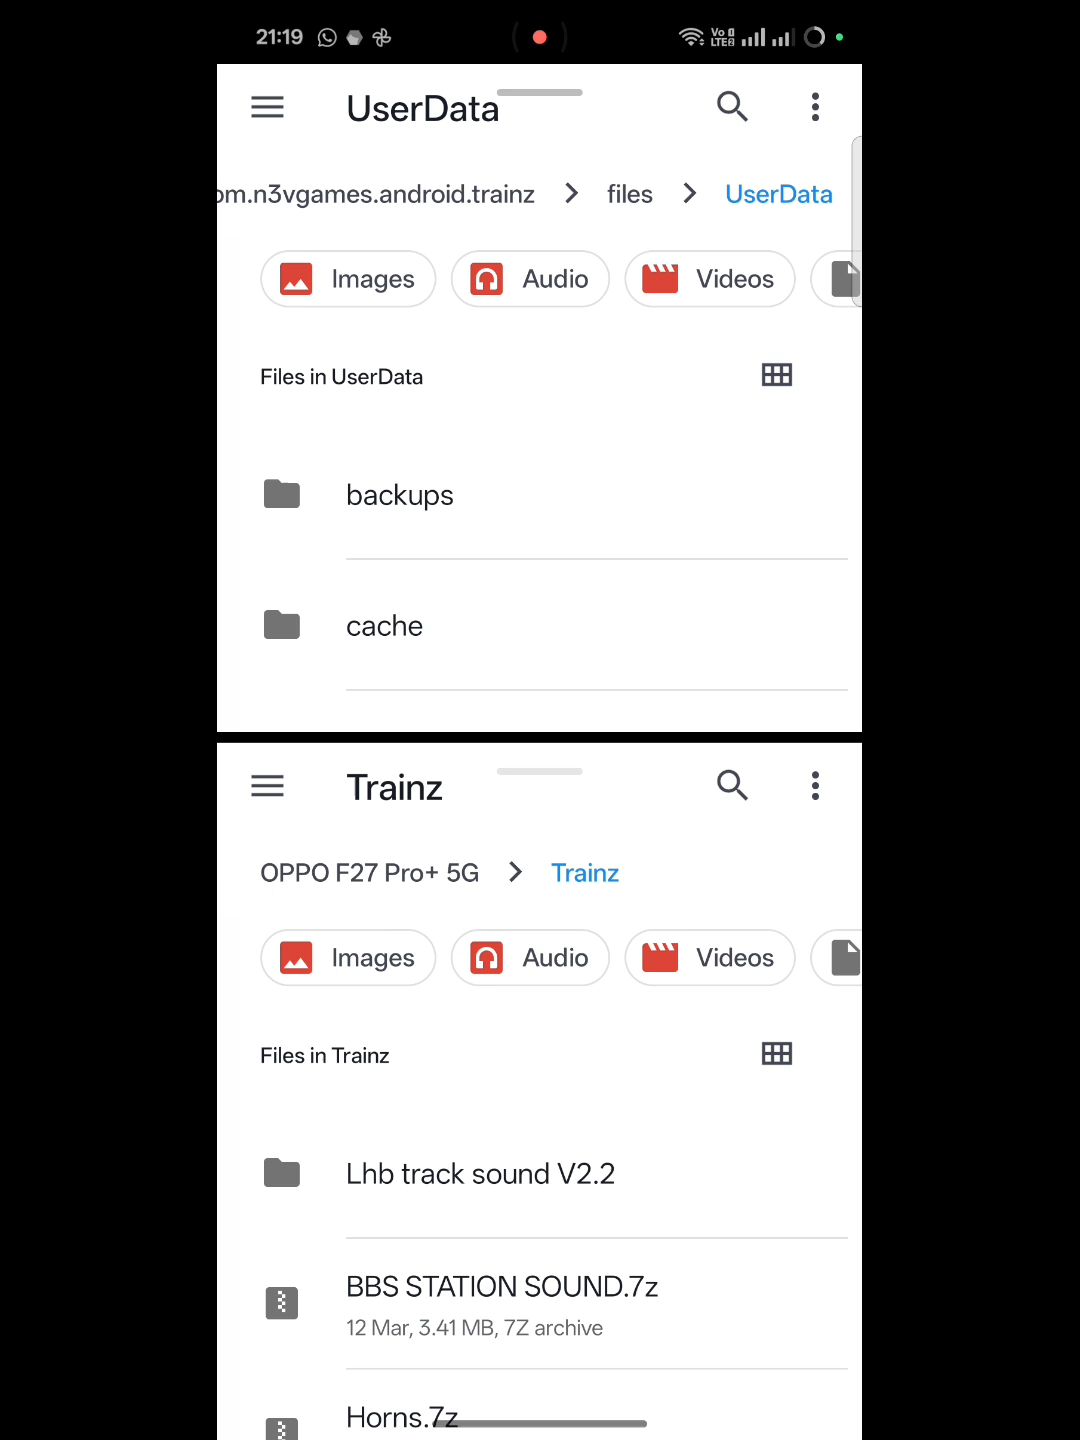 21:19
Vo LTE2
UserData
om.n3vgames.android.trainz > files > UserData
Images Audio Videos
Files in UserData
backups
cache
Trainz
OPPO F27 Pro+ 5G > Trainz
Images Audio Videos
Files in Trainz
Lhb track sound V2.2
BBS STATION SOUND.7z
12 Mar, 3.41 MB, 7Z archive
Horns.7z